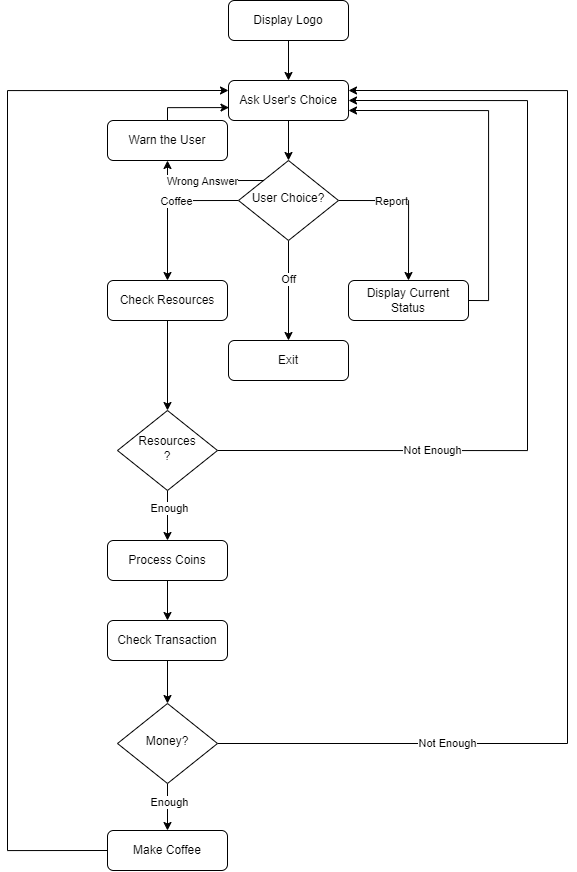 Display Logo
Ask User's Choice
Warn the User
Wrong Answer
User Choice?
Coffee
Report
Check Resources
Off
Display Current
Status
Exit
Resources
?
Not Enough
Enough
Process Coins
Check Transaction
Money?
Not Enough
Enough
Make Coffee